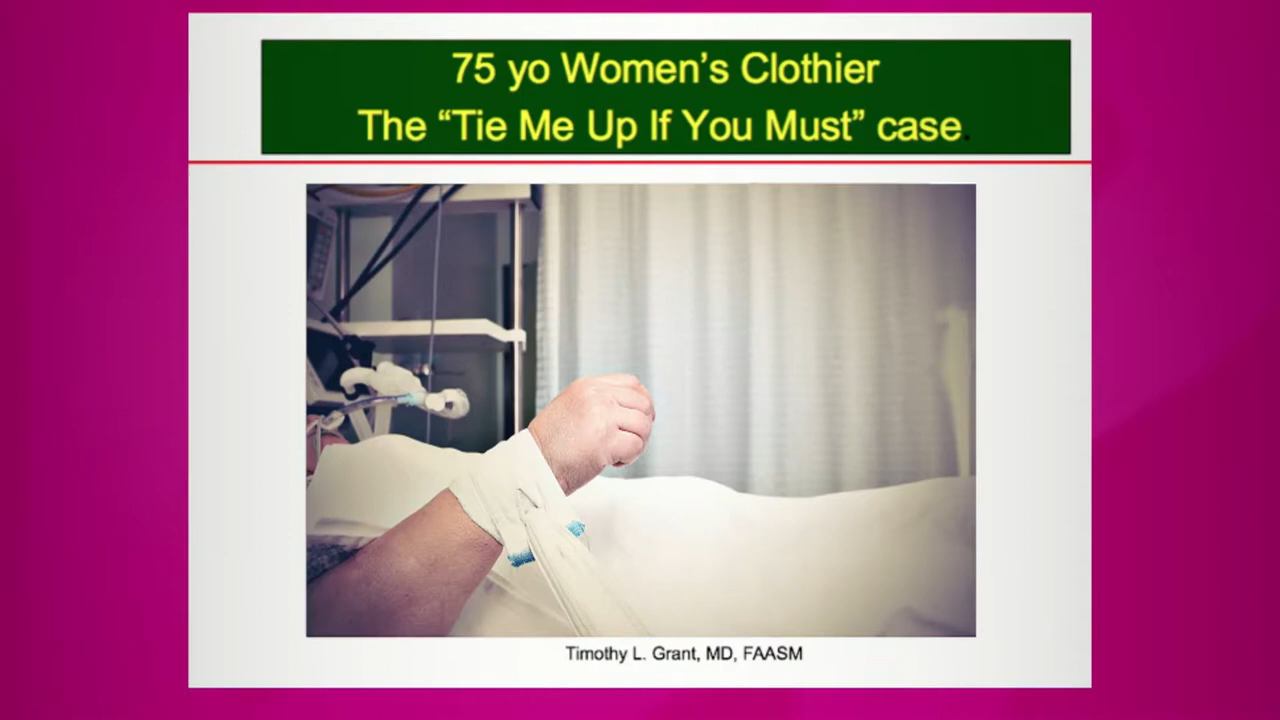 75 yo Women’s Clothier
The “Tie Me Up If You Must” case.
Timothy L. Grant, MD, FAASM